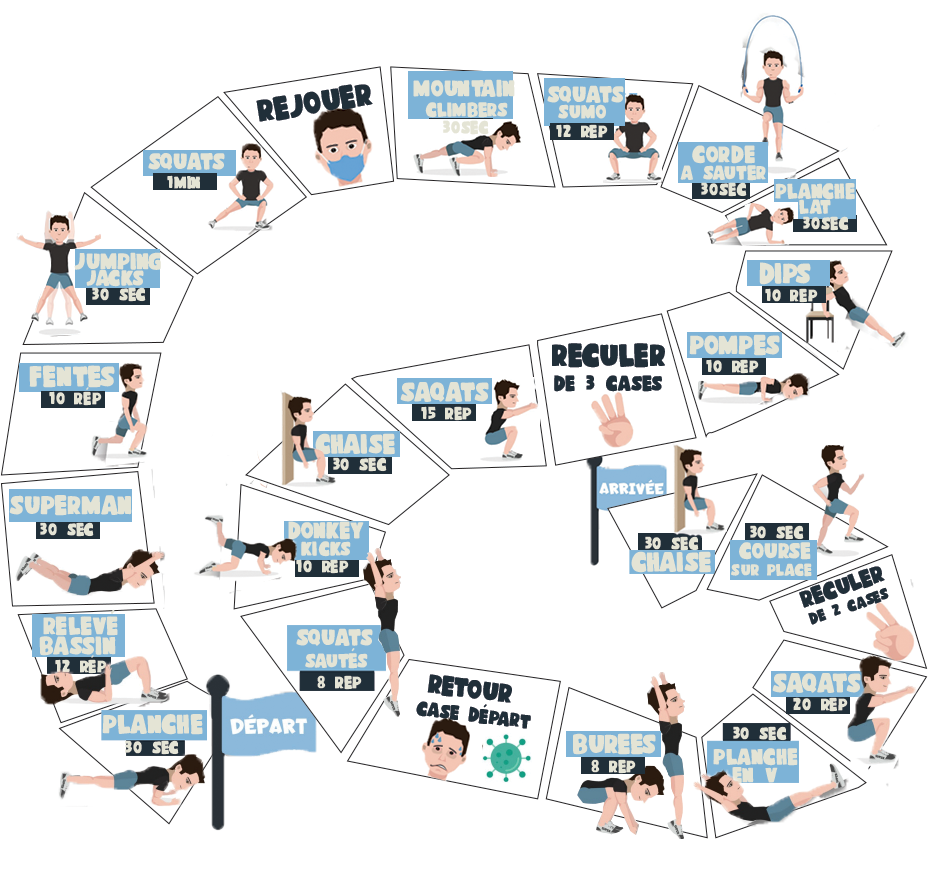 DÉPART
PLANCHE
30 SEC
RELEVE
BASSIN
12 REP
SUPERMAN
30 SEC
FENTES
10 REP
JUMPING
JACKS
30 SEC
SQUATS
1MIN
REJOUER
MOUNTAIN
CLIMBERS
30SEC
SQUATS
SUMO
12 REP
CORDE
A SAUTER
30SEC
PLANCHE
LAT
30SEC
DIPS
10 REP
POMPES
10 REP
RECULER
DE 3 CASES
SAQATS
15 REP
CHAISE
30 SEC
DONKEY
KICKS
10 REP
SQUATS
SAUTÉS
8 REP
RETOUR
CASE DÉPART
BUREES
8 REP
30 SEC
PLANCHE
EN V
SAQATS
20 REP
RECULER
DE 2 CASES
30 SEC
COURSE
SUR PLACE
30 SEC
CHAISE
ARRIVÉE